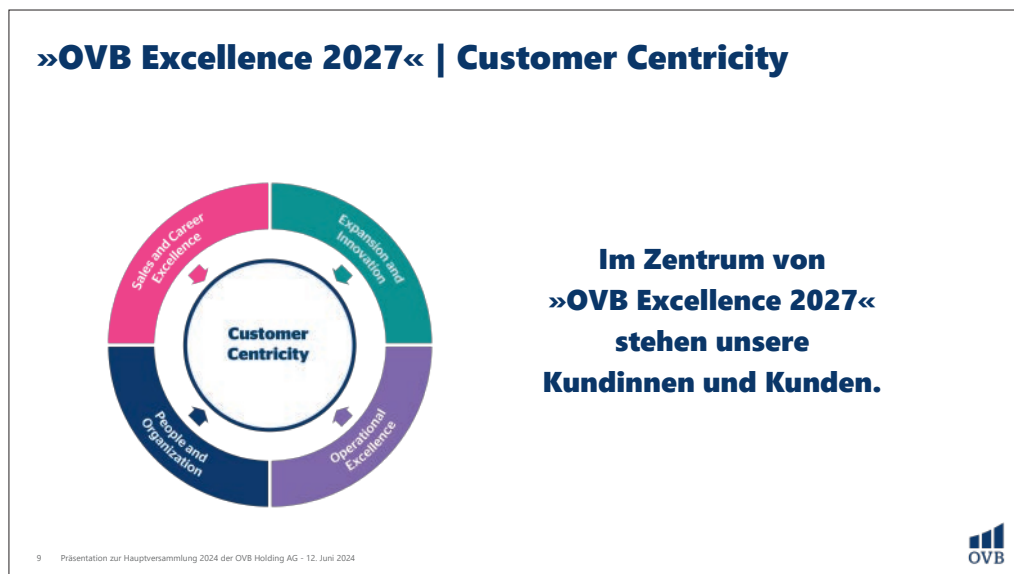 »OVB Excellence 2027« | Customer Centricity
Sales and Career
Excellence
Expansion and
Innovation
Customer
Centricity
People and
Organization
Operational
Excellence
Im Zentrum von
»OVB Excellence 2027«
stehen unsere
Kundinnen und Kunden.
9 Präsentation zur Hauptversammlung 2024 der OVB Holding AG - 12. Juni 2024
OVB